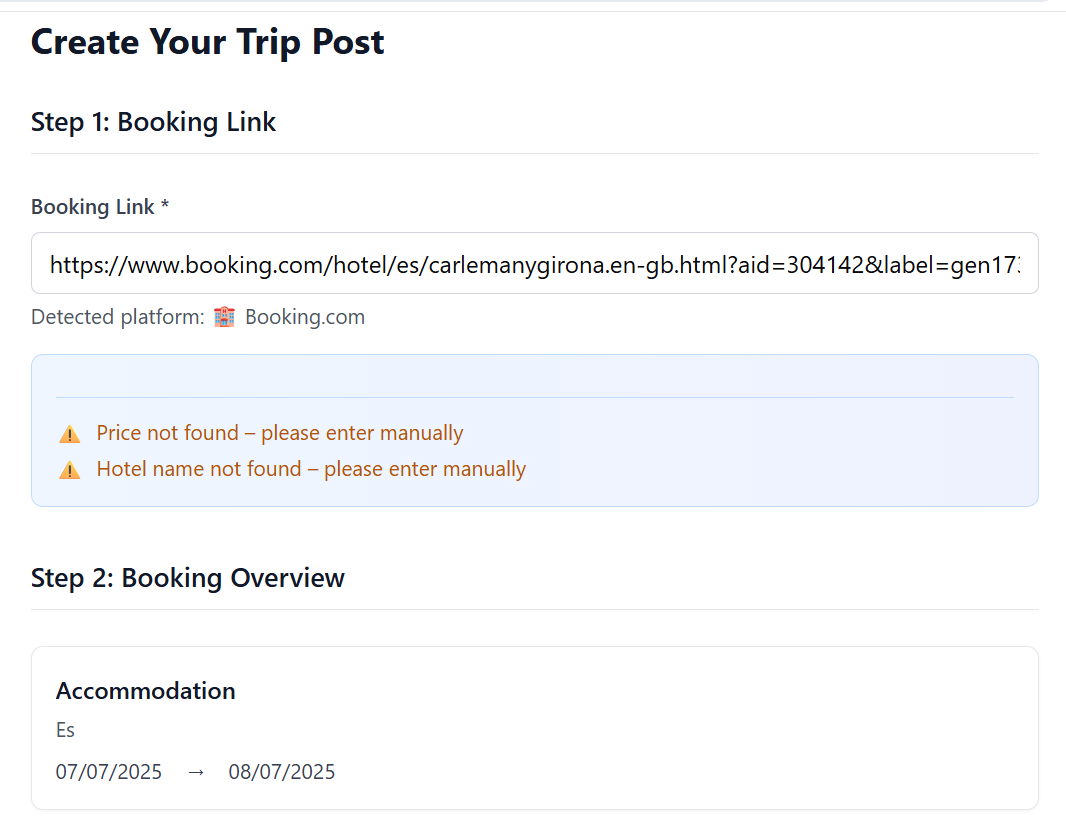 Create Your Trip Post
Step 1: Booking Link
Booking Link *
https://www.booking.com/hotel/es/carlemanygirona.en-gb.html?aid=304142&label=gen173
Detected platform: 🏨 Booking.com
⚠️ Price not found – please enter manually
⚠️ Hotel name not found – please enter manually
Step 2: Booking Overview
Accommodation
Es
07/07/2025 → 08/07/2025